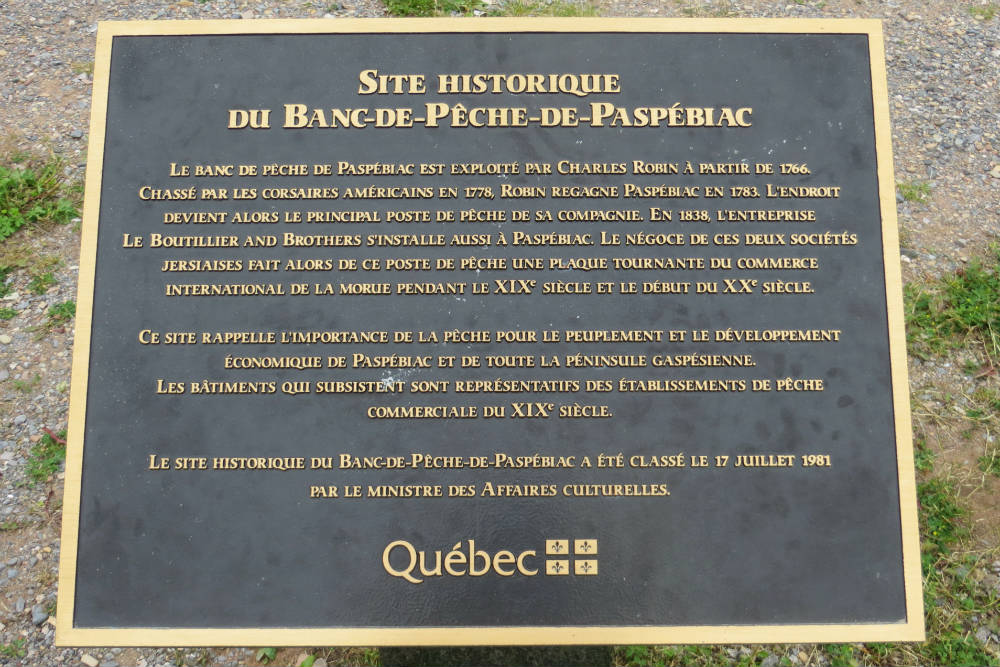 Site historique
du Banc-de-Pêche-de-Paspébiac
Le banc de pêche de Paspébiac est exploité par Charles Robin à partir de 1766.
Chassé par les corsaires américains en 1778, Robin regagne Paspébiac en 1783. L'endroit
devient alors le principal poste de pêche de sa compagnie. En 1838, l'entreprise
Le Boutillier and Brothers s'installe aussi à Paspébiac. Le négoce de ces deux sociétés
jersiaises fait alors de ce poste de pêche une plaque tournante du commerce
international de la morue pendant le XIXe siècle et le début du XXe siècle.
Ce site rappelle l'importance de la pêche pour le peuplement et le développement
économique de Paspébiac et de toute la péninsule gaspésienne.
Les bâtiments qui subsistent sont représentatifs des établissements de pêche
commerciale du XIXe siècle.
Le site historique du Banc-de-Pêche-de-Paspébiac a été classé le 17 juillet 1981
par le ministre des Affaires culturelles.
Québec